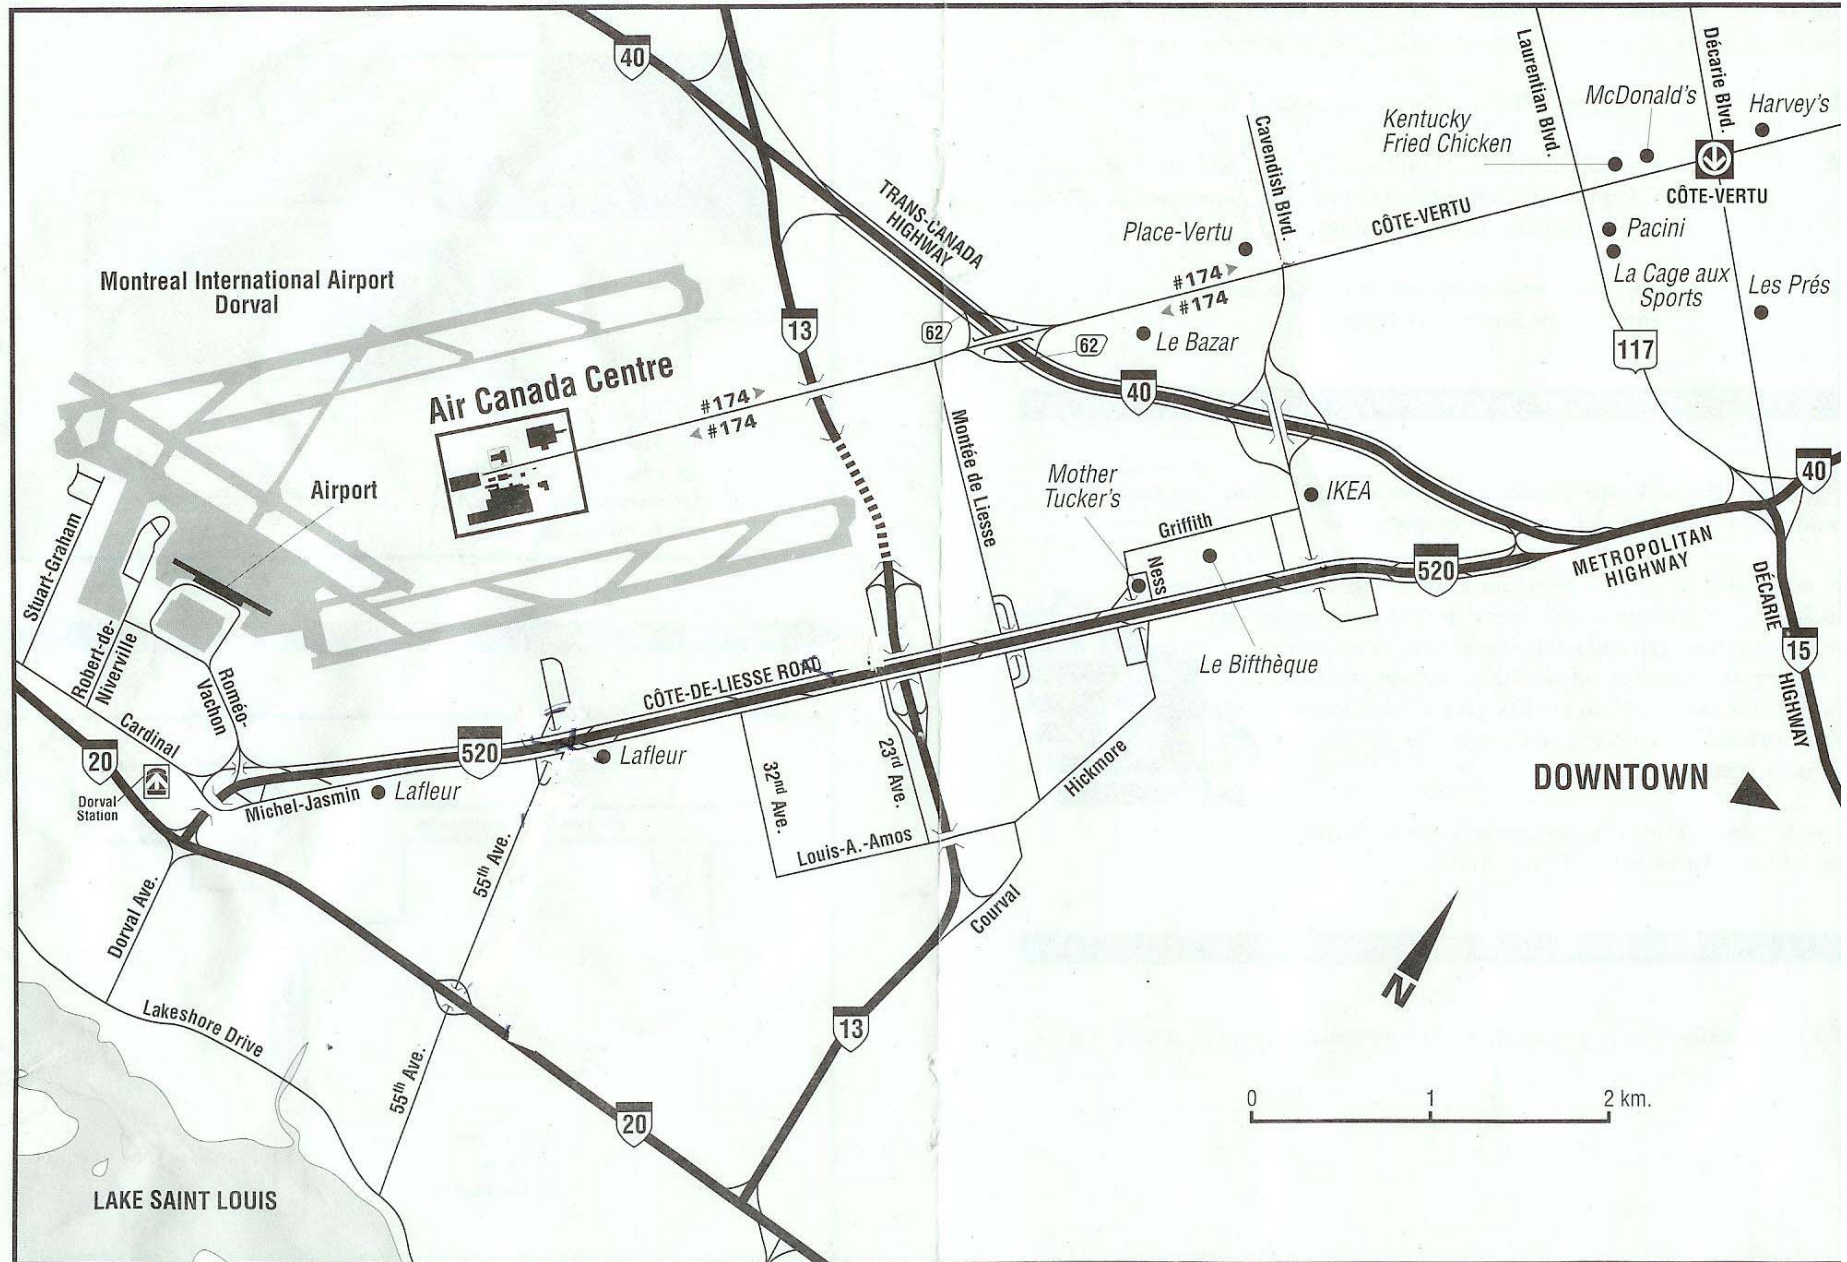 40
Laurentian Blvd.
Décarie Blvd.
McDonald's
Harvey's
Kentucky
Fried Chicken
Cavendish Blvd.
CÔTE-VERTU
TRANS-CANADA
HIGHWAY
Place-Vertu
CÔTE-VERTU
Pacini
La Cage aux
Sports
Les Prés
#174
#174
Montreal International Airport
Dorval
13
62
62
Le Bazar
117
Air Canada Centre
#174
#174
40
Montée de Liesse
40
Airport
Mother
Tucker's
IKEA
Griffith
Ness
Stuart-Graham
520
METROPOLITAN
HIGHWAY
DÉCARIE
HIGHWAY
15
Robert-de-
Niverville
Roméo-
Vachon
Le Bifthèque
CÔTE-DE-LIESSE ROAD
Cardinal
20
520
Lafleur
32nd Ave.
23rd Ave.
Hickmore
DOWNTOWN
Dorval
Station
Michel-Jasmin
Lafleur
Louis-A.-Amos
55th Ave.
Dorval Ave.
Courval
N
Lakeshore Drive
13
55th Ave.
20
0 1 2 km.
LAKE SAINT LOUIS